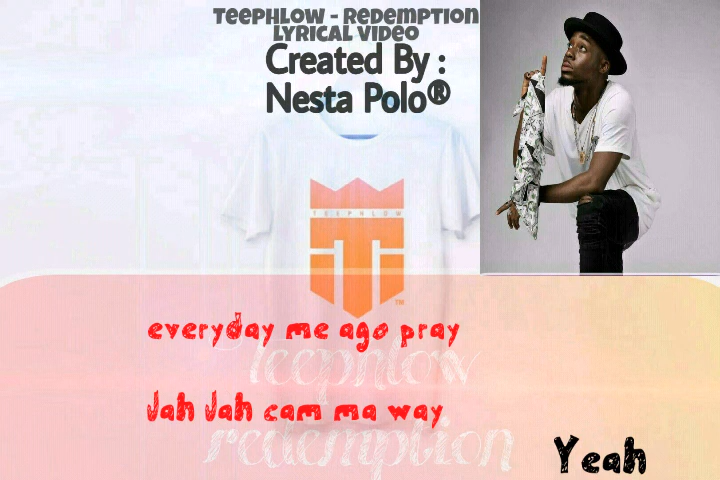 Teephlow - Redemption
Lyrical Video
Created By :
Nesta Polo®
TEEPHLOW
TM
everyday me ago pray
Teephlow
Jah Jah cam ma way
redemption
Yeah